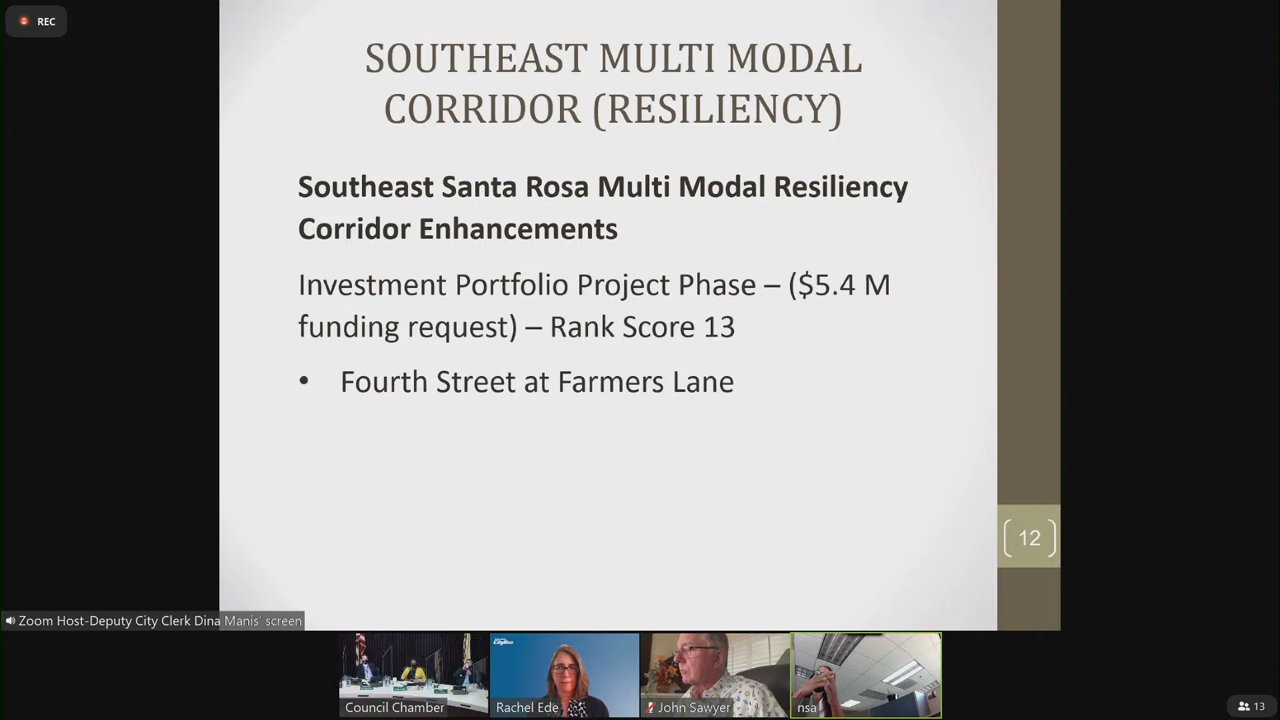 REC
SOUTHEAST MULTI MODAL
CORRIDOR (RESILIENCY)
Southeast Santa Rosa Multi Modal Resiliency
Corridor Enhancements
Investment Portfolio Project Phase – ($5.4 M
funding request) – Rank Score 13
• Fourth Street at Farmers Lane
12
Zoom Host-Deputy City Clerk Dina Manis' screen
Council Chamber
Rachel Ede
John Sawyer
nsa
13